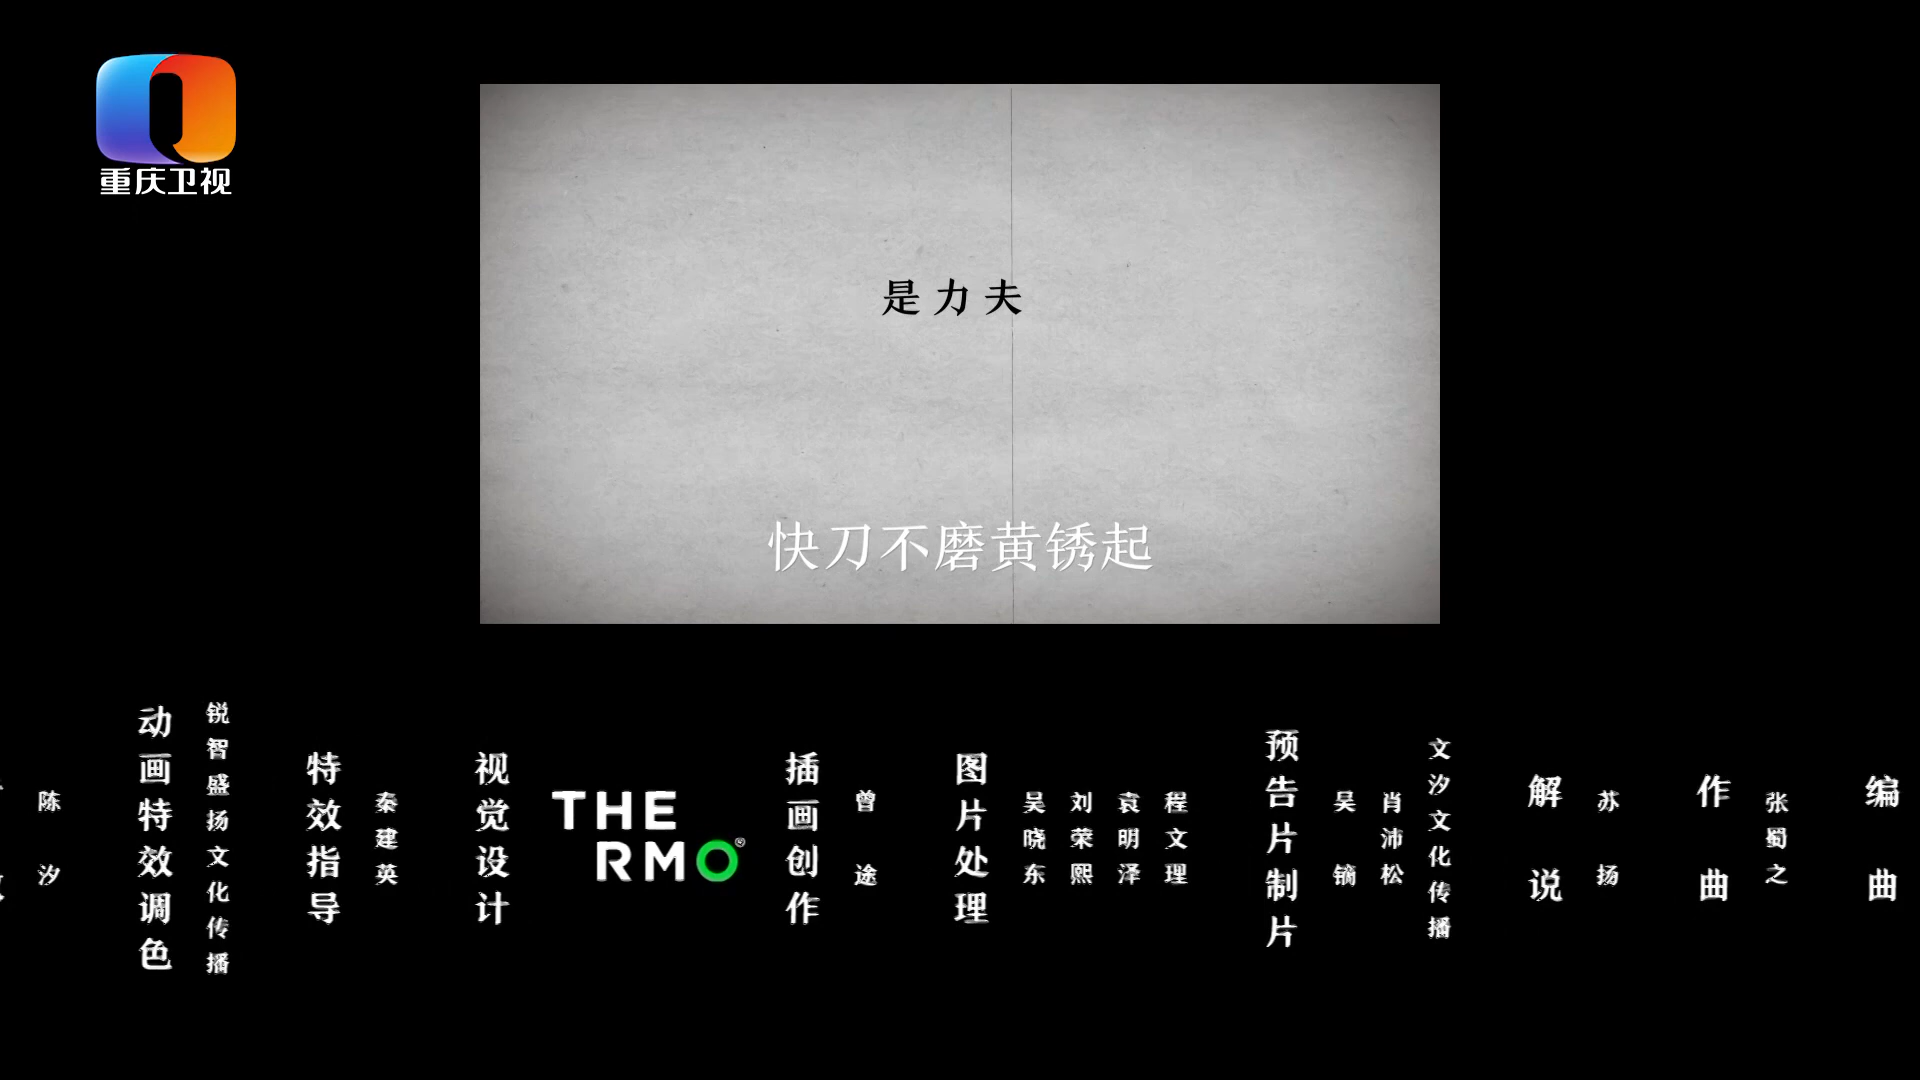 重庆卫视
是力夫
快刀不磨黄锈起
陈汐
动画特效调色
锐智盛扬文化传播
特效指导
秦建英
视觉设计
THE
RMO®
插画创作
曾途
图片处理
吴晓东
刘荣熙
袁明泽
程文理
预告片制片
吴镝
肖沛松
文汐文化传播
解说
苏扬
作曲
张蜀之
编曲